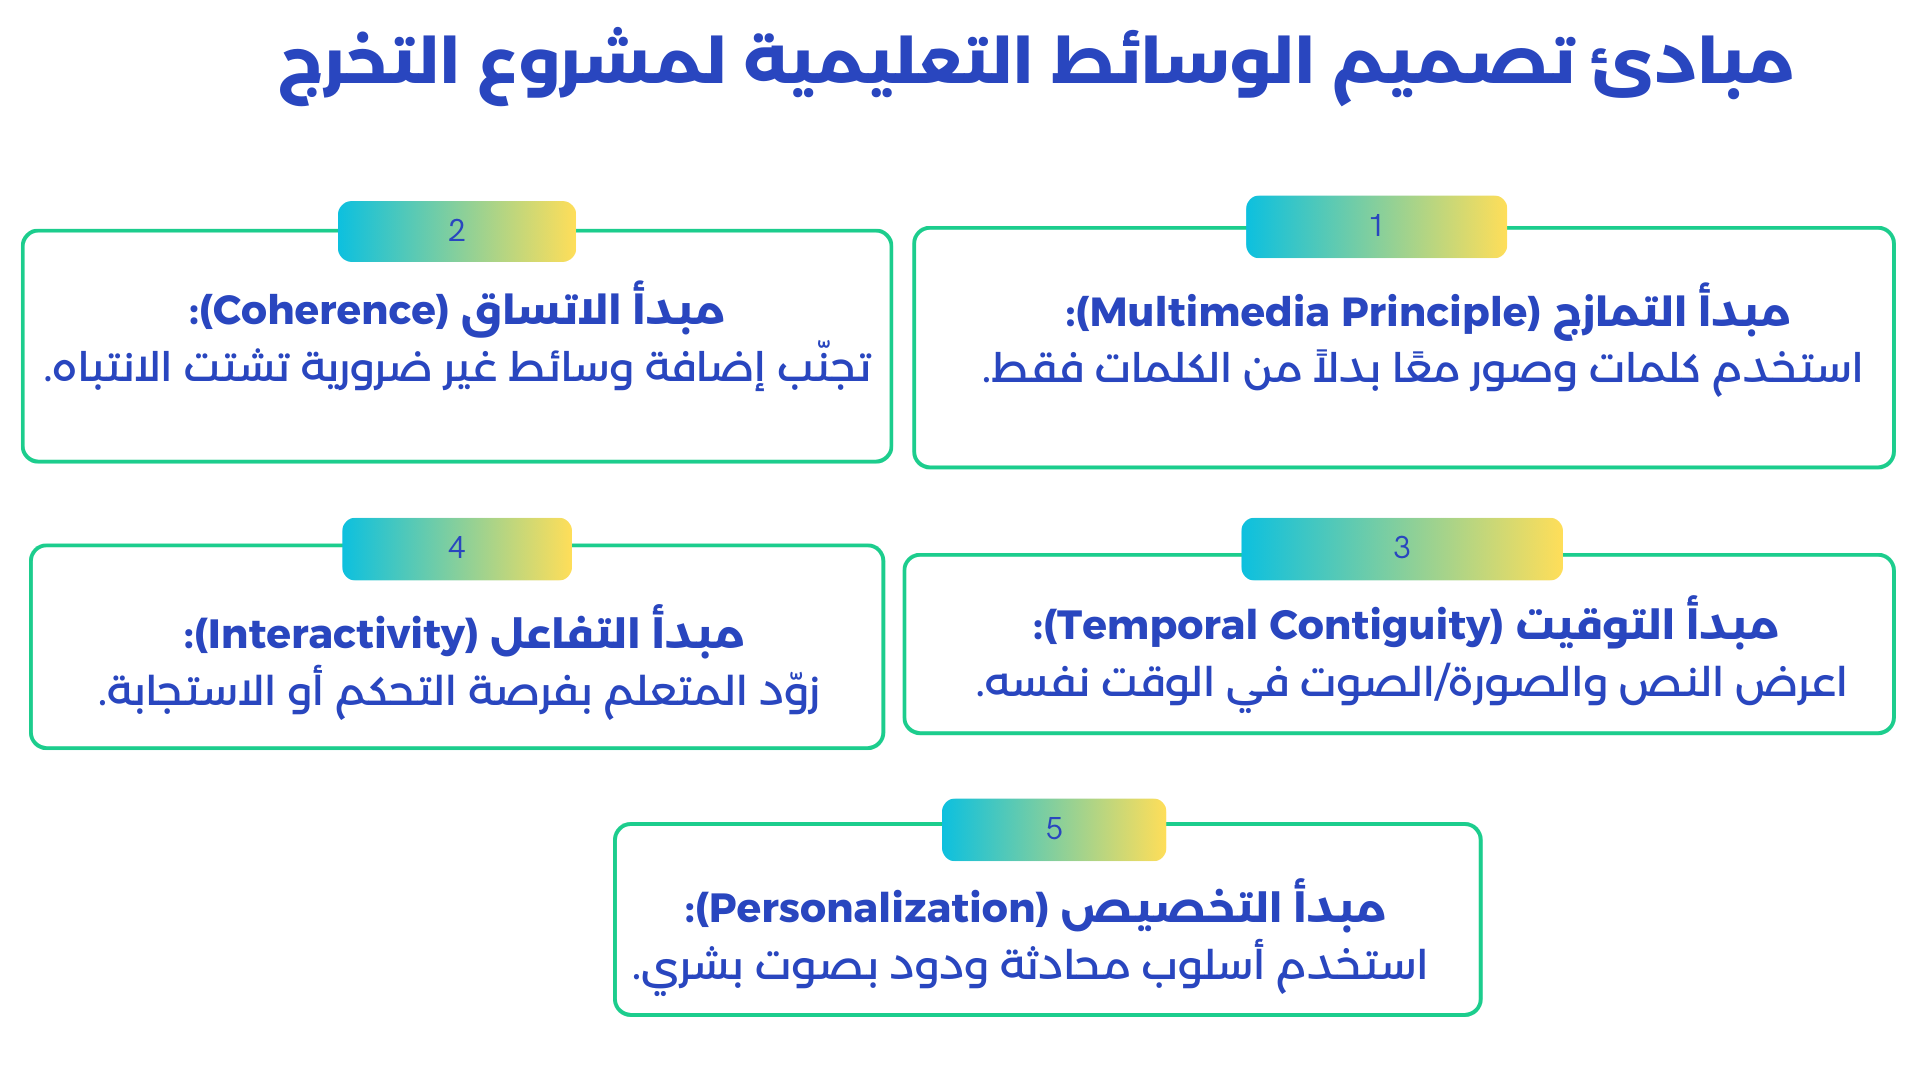 مبادئ تصميم الوسائط التعليمية لمشروع التخرج
1
مبدأ التمازج (Multimedia Principle):
استخدم كلمات وصور معًا بدلاً من الكلمات فقط.
2
مبدأ الاتساق (Coherence):
تجنّب إضافة وسائط غير ضرورية تشتت الانتباه.
3
مبدأ التوقيت (Temporal Contiguity):
اعرض النص والصورة/الصوت في الوقت نفسه.
4
مبدأ التفاعل (Interactivity):
زوّد المتعلم بفرصة التحكم أو الاستجابة.
5
مبدأ التخصيص (Personalization):
استخدم أسلوب محادثة ودود بصوت بشري.